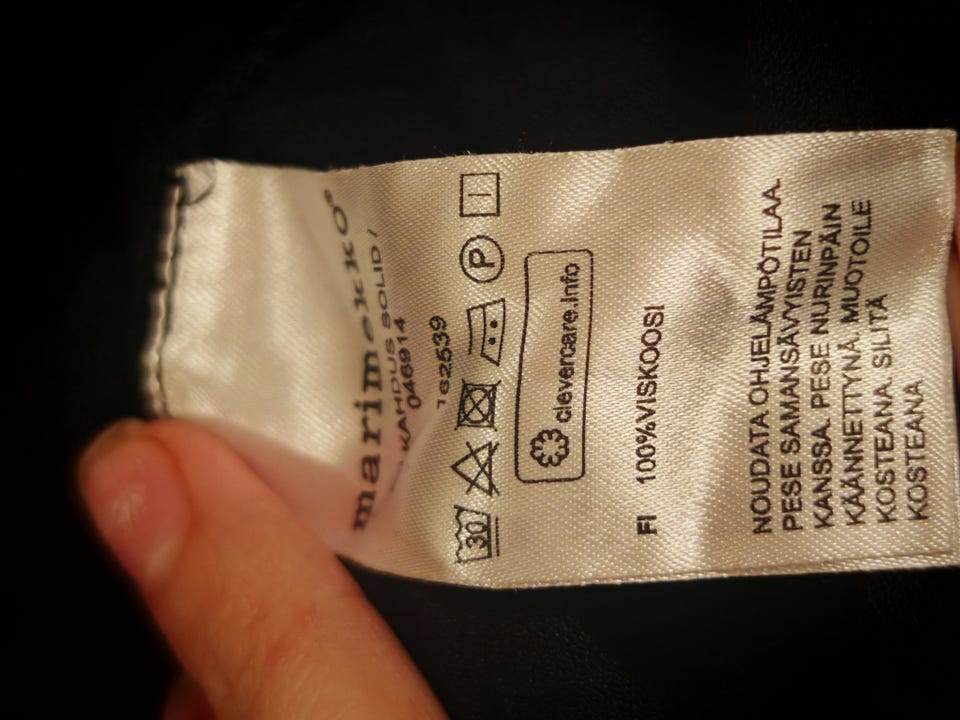 marimekko®
KAHDUS SOLID/
046914
162539
30 P
clevercare.info
FI 100%VISKOOSI
NOUDATA OHJELÄMPÖTILAA.
PESE SAMANSÄVYISTEN
KANSSA. PESE NURINPÄIN
KÄÄNNETTYNÄ. MUOTOILE
KOSTEANA. SILITÄ
KOSTEANA